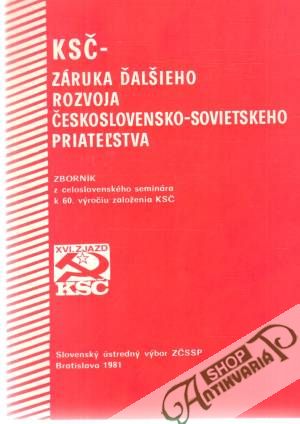 KSČ-
ZÁRUKA ĎALŠIEHO
ROZVOJA
ČESKOSLOVENSKO-SOVIETSKEHO
PRIATEĽSTVA
ZBORNÍK
z celoslovenského seminára
k 60. výročiu založenia KSČ
XVI. ZJAZD
KSČ
Slovenský ústredný výbor ZČSSP
Bratislava 1981
SHOP
ANTIKVARIAT